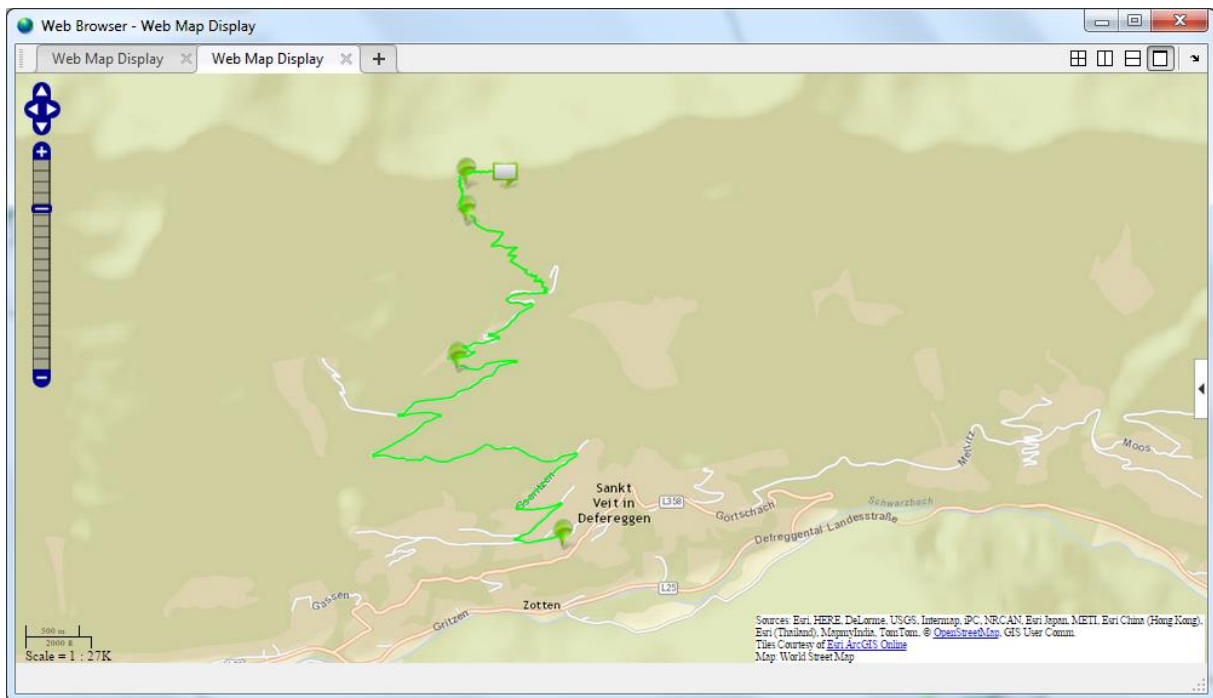 Web Browser - Web Map Display
Web Map Display
Web Map Display
Mellitz
Moos
Gsaritzen
Sankt
Veit in
Defereggen
L358
Gortschach
Schwarzbach
Defreggental Landesstraße
L25
Gassen
Zotten
Gritzen
500 m
2000 ft
Scale = 1 : 27K
Sources: Esri, HERE, DeLorme, USGS, Intermap, iPC, NRCAN, Esri Japan, METI, Esri China (Hong Kong),
Esri (Thailand), MapmyIndia, TomTom, © OpenStreetMap, GIS User Comm.
Tiles Courtesy of Esri ArcGIS Online
Map: World Street Map